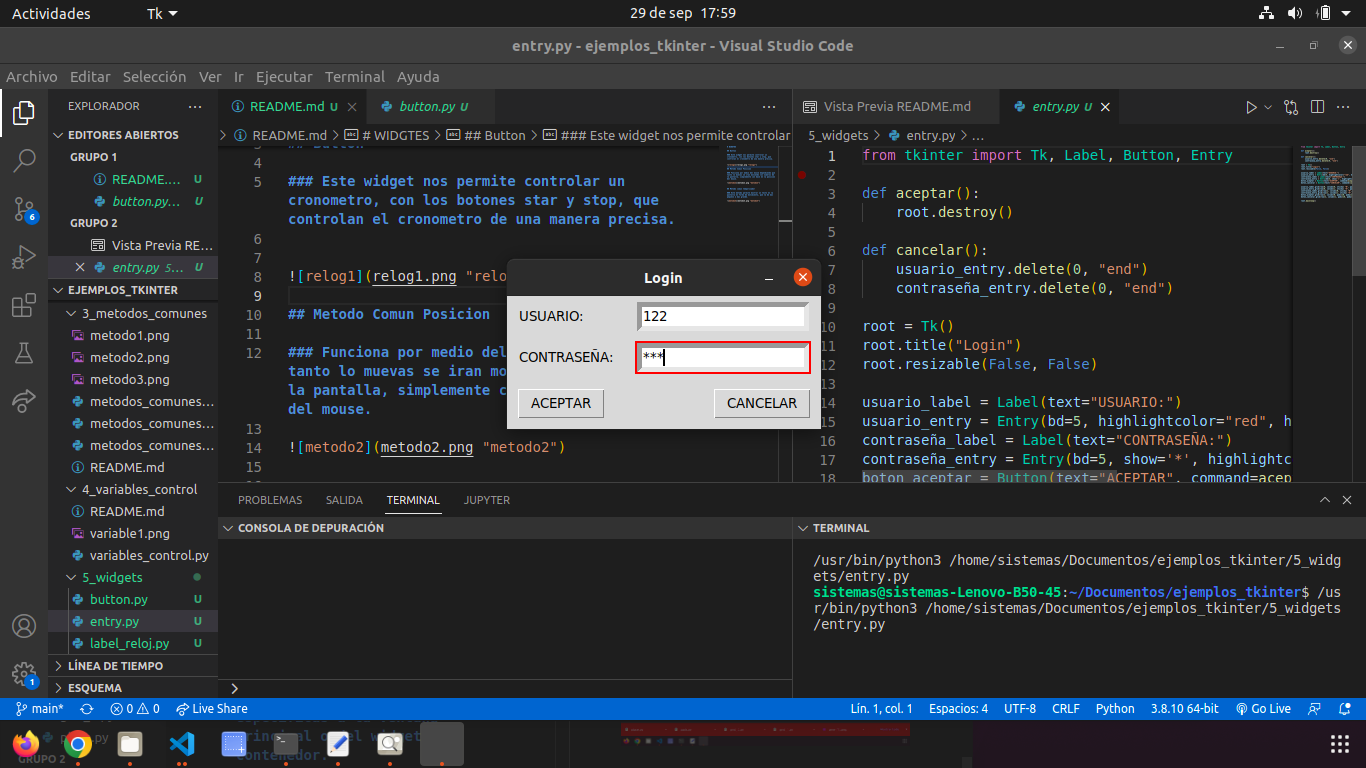 Actividades
Tk
29 de sep 17:59
entry.py - ejemplos_tkinter - Visual Studio Code
Archivo Editar Selección Ver Ir Ejecutar Terminal Ayuda
EXPLORADOR
EDITORES ABIERTOS
GRUPO 1
README.... U
button.py... U
GRUPO 2
Vista Previa RE...
entry.py 5... U
EJEMPLOS_TKINTER
3_metodos_comunes
metodo1.png
metodo2.png
metodo3.png
metodos_comunes...
metodos_comunes...
metodos_comunes...
README.md
4_variables_control
README.md
variable1.png
variables_control.py
5_widgets
button.py U
entry.py U
label_reloj.py U
LÍNEA DE TIEMPO
ESQUEMA
6
1
README.md U
button.py U
README.md > # WIDGTES > ## Button > ### Este widget nos permite controlar
4
5 ### Este widget nos permite controlar un
cronometro, con los botones star y stop, que
controlan el cronometro de una manera precisa.
6
7
8 ![relog1](relog1.png "relo
9
10 ## Metodo Comun Posicion
11
12 ### Funciona por medio del
tanto lo muevas se iran mo
la pantalla, simplemente c
del mouse.
13
14 ![metodo2](metodo2.png "metodo2")
15
Vista Previa README.md
entry.py U
5_widgets > entry.py > ...
1 from tkinter import Tk, Label, Button, Entry
2
3 def aceptar():
4 root.destroy()
5
6 def cancelar():
7 usuario_entry.delete(0, "end")
8 contraseña_entry.delete(0, "end")
9
10 root = Tk()
11 root.title("Login")
12 root.resizable(False, False)
13
14 usuario_label = Label(text="USUARIO:")
15 usuario_entry = Entry(bd=5, highlightcolor="red", h
16 contraseña_label = Label(text="CONTRASEÑA:")
17 contraseña_entry = Entry(bd=5, show='*', highlightc
18 boton_aceptar = Button(text="ACEPTAR", command=acep
Login
USUARIO: 122
CONTRASEÑA: ***
ACEPTAR CANCELAR
PROBLEMAS SALIDA TERMINAL JUPYTER
CONSOLA DE DEPURACIÓN
TERMINAL
/usr/bin/python3 /home/sistemas/Documentos/ejemplos_tkinter/5_widg
ets/entry.py
sistemas@sistemas-Lenovo-B50-45:~/Documentos/ejemplos_tkinter$ /us
r/bin/python3 /home/sistemas/Documentos/ejemplos_tkinter/5_widgets
/entry.py
main* 0 0 Live Share
Lín. 1, col. 1 Espacios: 4 UTF-8 CRLF Python 3.8.10 64-bit Go Live
GRUPO 2
contenedor.